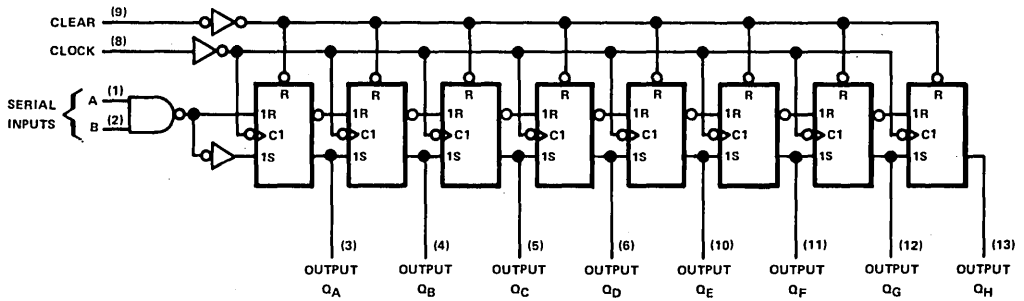 CLEAR (9)
CLOCK (8)
SERIAL INPUTS
A (1)
B (2)
R R R R R R R R
1R 1R 1R 1R 1R 1R 1R 1R
C1 C1 C1 C1 C1 C1 C1 C1
1S 1S 1S 1S 1S 1S 1S 1S
(3) (4) (5) (6) (10) (11) (12) (13)
OUTPUT OUTPUT OUTPUT OUTPUT OUTPUT OUTPUT OUTPUT OUTPUT
QA QB QC QD QE QF QG QH